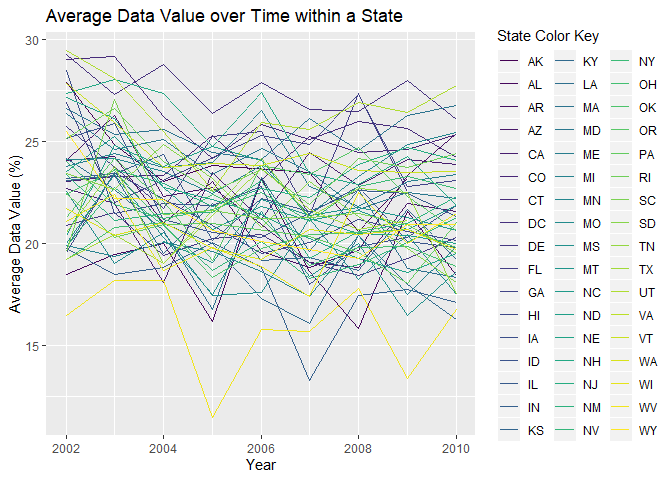 Average Data Value over Time within a State
Average Data Value (%)
30
25
20
15
2002
2004
2006
2008
2010
Year
State Color Key
AK KY NY
AL LA OH
AR MA OK
AZ MD OR
CA ME PA
CO MI RI
CT MN SC
DC MO SD
DE MS TN
FL MT TX
GA NC UT
HI ND VA
IA NE VT
ID NH WA
IL NJ WI
IN NM WV
KS NV WY